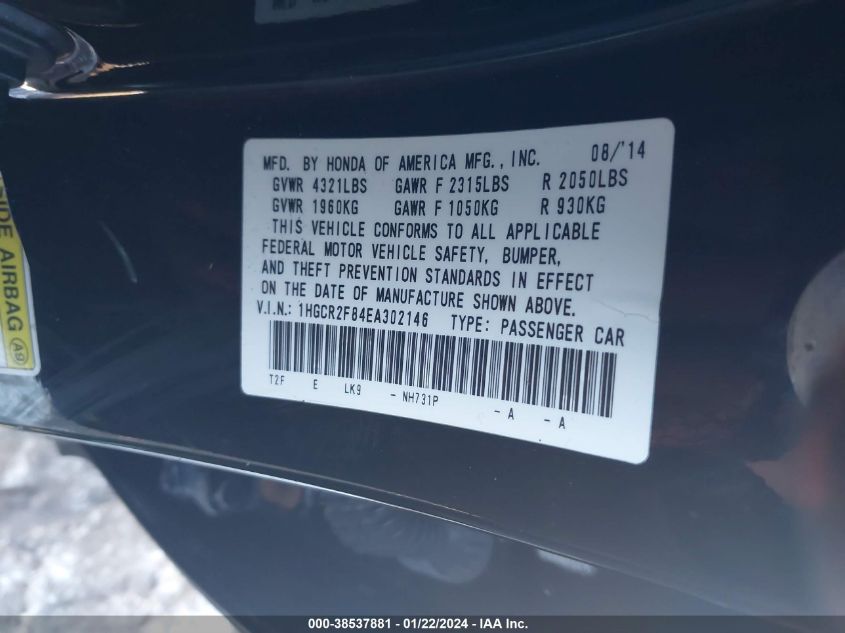 MFD. BY HONDA OF AMERICA MFG., INC. 08/'14
GVWR 4321LBS GAWR F 2315LBS R 2050LBS
GVWR 1960KG GAWR F 1050KG R 930KG
THIS VEHICLE CONFORMS TO ALL APPLICABLE
FEDERAL MOTOR VEHICLE SAFETY, BUMPER,
AND THEFT PREVENTION STANDARDS IN EFFECT
ON THE DATE OF MANUFACTURE SHOWN ABOVE.
V.I.N.: 1HGCR2F84EA302146 TYPE: PASSENGER CAR
T2F E LK9 - NH731P - A - A
SIDE AIRBAG A9
000-38537881 - 01/22/2024 - IAA Inc.